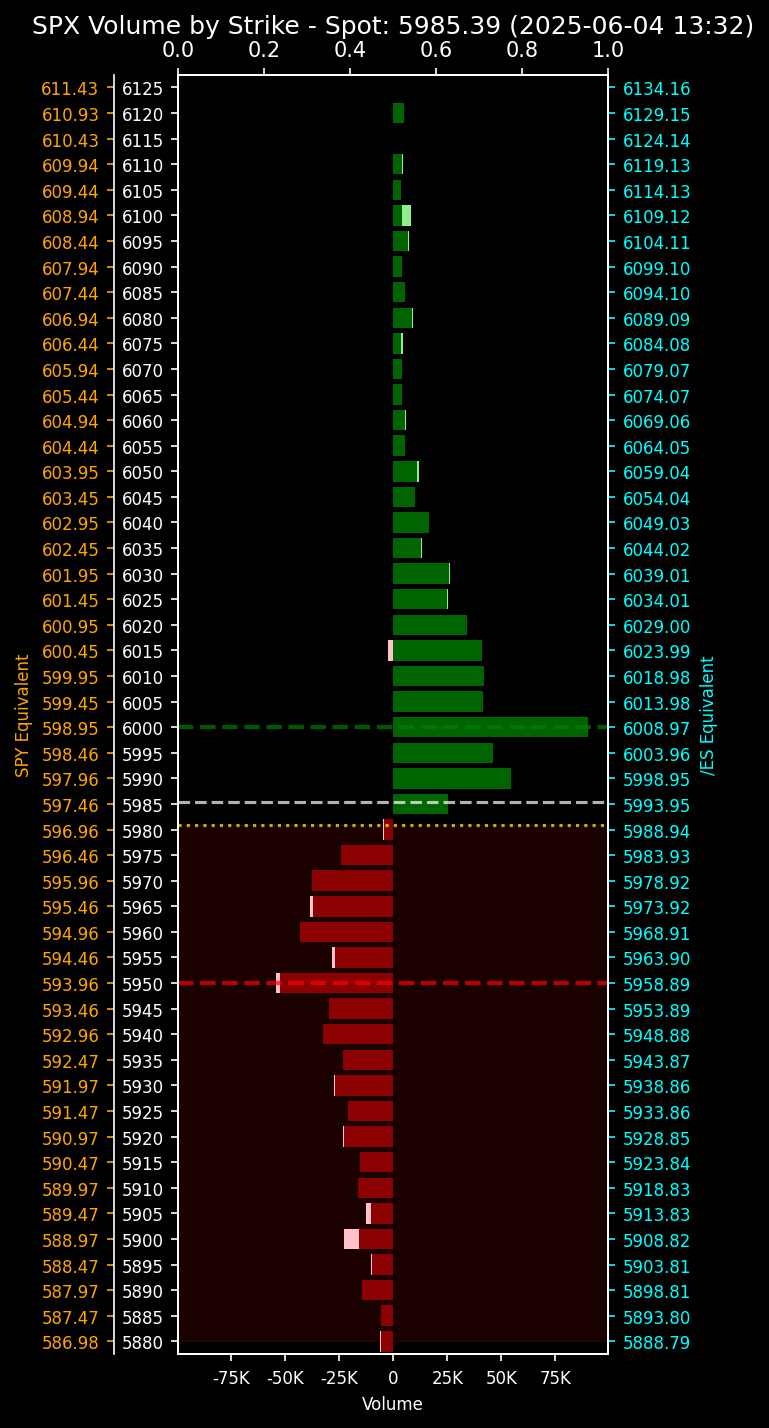 SPX Volume by Strike - Spot: 5985.39 (2025-06-04 13:32)
0.0 0.2 0.4 0.6 0.8 1.0
611.43 6125 6134.16
610.93 6120 6129.15
610.43 6115 6124.14
609.94 6110 6119.13
609.44 6105 6114.13
608.94 6100 6109.12
608.44 6095 6104.11
607.94 6090 6099.10
607.44 6085 6094.10
606.94 6080 6089.09
606.44 6075 6084.08
605.94 6070 6079.07
605.44 6065 6074.07
604.94 6060 6069.06
604.44 6055 6064.05
603.95 6050 6059.04
603.45 6045 6054.04
602.95 6040 6049.03
602.45 6035 6044.02
601.95 6030 6039.01
601.45 6025 6034.01
600.95 6020 6029.00
600.45 6015 6023.99
599.95 6010 6018.98
599.45 6005 6013.98
598.95 6000 6008.97
598.46 5995 6003.96
597.96 5990 5998.95
597.46 5985 5993.95
596.96 5980 5988.94
596.46 5975 5983.93
595.96 5970 5978.92
595.46 5965 5973.92
594.96 5960 5968.91
594.46 5955 5963.90
593.96 5950 5958.89
593.46 5945 5953.89
592.96 5940 5948.88
592.47 5935 5943.87
591.97 5930 5938.86
591.47 5925 5933.86
590.97 5920 5928.85
590.47 5915 5923.84
589.97 5910 5918.83
589.47 5905 5913.83
588.97 5900 5908.82
588.47 5895 5903.81
587.97 5890 5898.81
587.47 5885 5893.80
586.98 5880 5888.79
SPY Equivalent
/ES Equivalent
-75K -50K -25K 0 25K 50K 75K
Volume